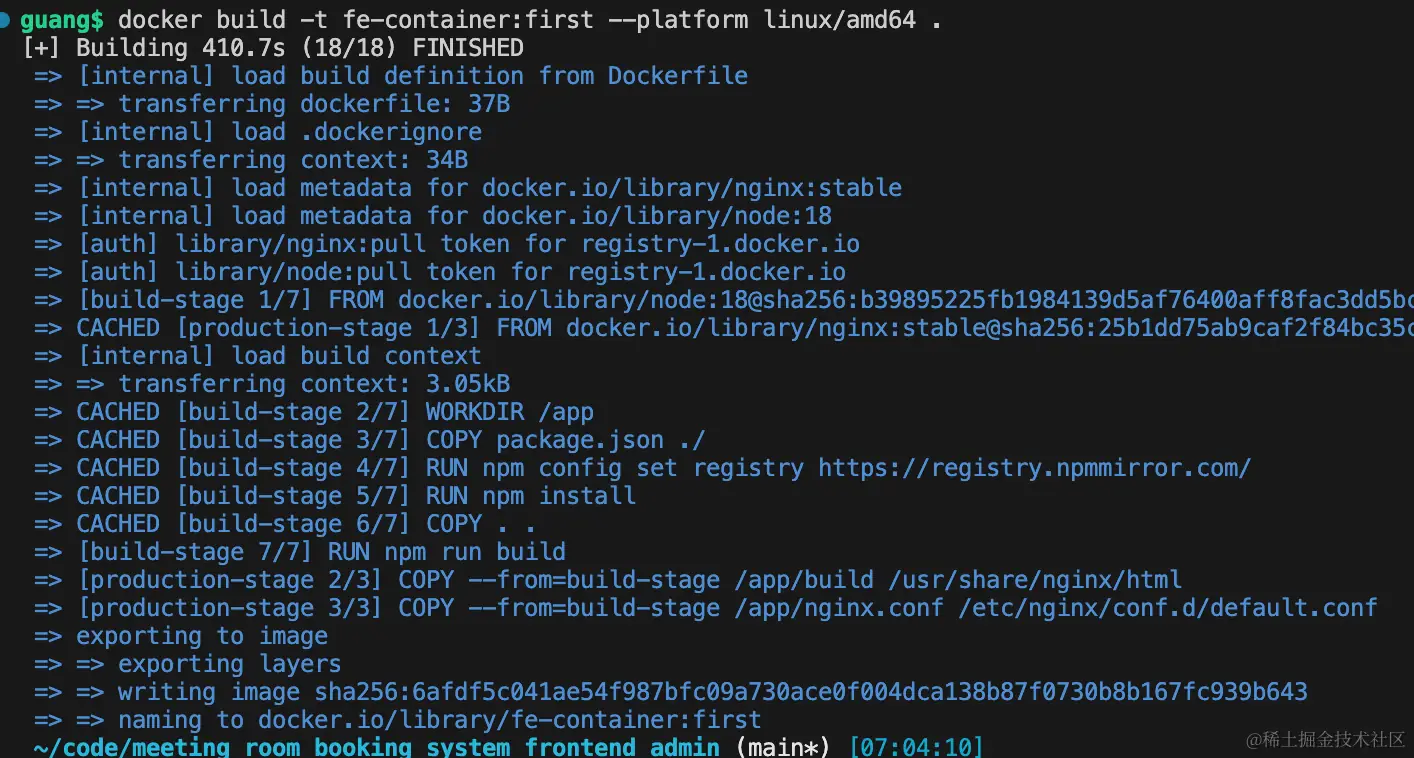 guang$ docker build -t fe-container:first --platform linux/amd64 .
[+] Building 410.7s (18/18) FINISHED
=> [internal] load build definition from Dockerfile
=> => transferring dockerfile: 37B
=> [internal] load .dockerignore
=> => transferring context: 34B
=> [internal] load metadata for docker.io/library/nginx:stable
=> [internal] load metadata for docker.io/library/node:18
=> [auth] library/nginx:pull token for registry-1.docker.io
=> [auth] library/node:pull token for registry-1.docker.io
=> [build-stage 1/7] FROM docker.io/library/node:18@sha256:b39895225fb1984139d5af76400aff8fac3dd5bc
=> CACHED [production-stage 1/3] FROM docker.io/library/nginx:stable@sha256:25b1dd75ab9caf2f84bc35c
=> [internal] load build context
=> => transferring context: 3.05kB
=> CACHED [build-stage 2/7] WORKDIR /app
=> CACHED [build-stage 3/7] COPY package.json ./
=> CACHED [build-stage 4/7] RUN npm config set registry https://registry.npmmirror.com/
=> CACHED [build-stage 5/7] RUN npm install
=> CACHED [build-stage 6/7] COPY . .
=> [build-stage 7/7] RUN npm run build
=> [production-stage 2/3] COPY --from=build-stage /app/build /usr/share/nginx/html
=> [production-stage 3/3] COPY --from=build-stage /app/nginx.conf /etc/nginx/conf.d/default.conf
=> exporting to image
=> => exporting layers
=> => writing image sha256:6afdf5c041ae54f987bfc09a730ace0f004dca138b87f0730b8b167fc939b643
=> => naming to docker.io/library/fe-container:first
~/code/meeting_room_booking_system_frontend_admin (main*) [07:04:10]
@稀土掘金技术社区